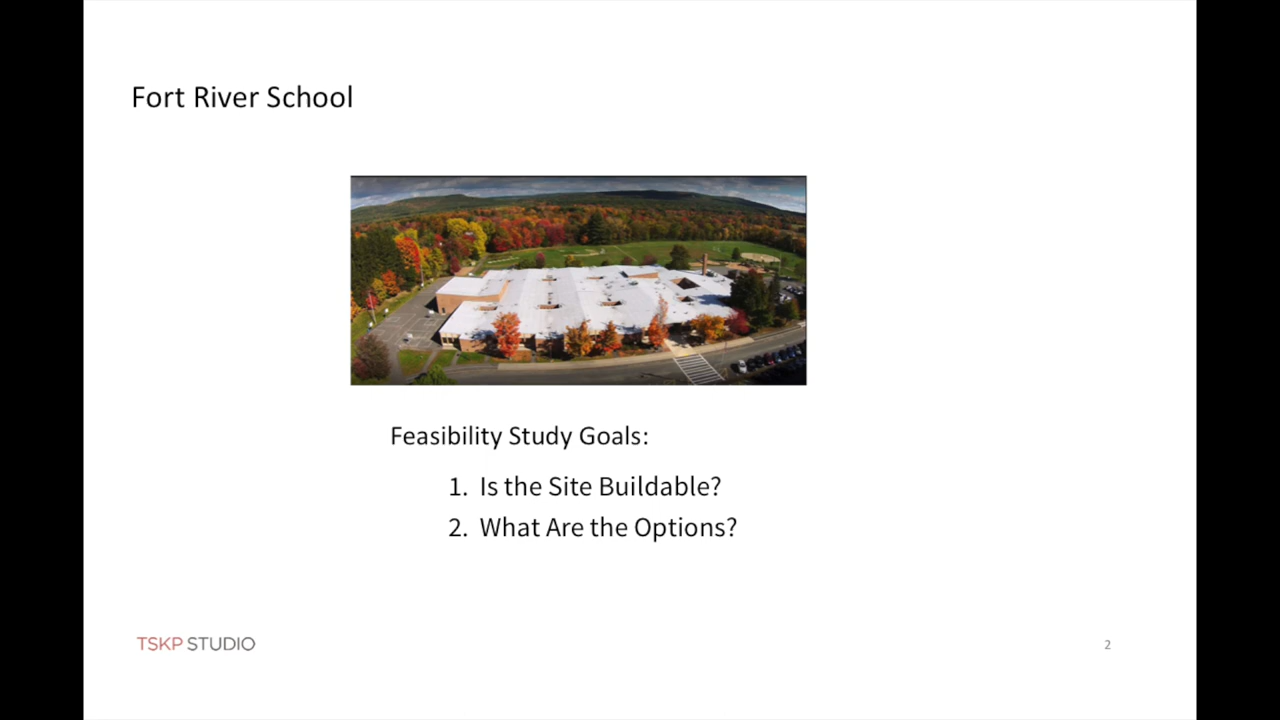 Fort River School
Feasibility Study Goals:
1. Is the Site Buildable?
2. What Are the Options?
TSKP STUDIO
2